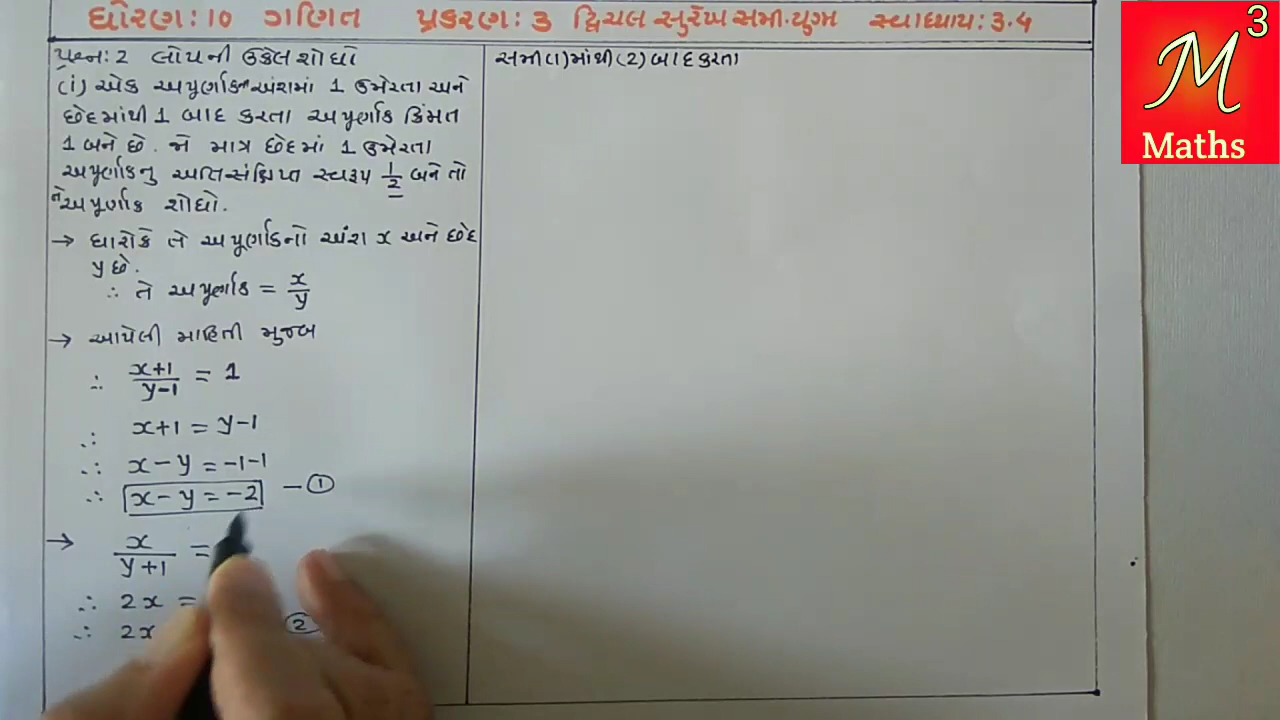 ધોરણ: 10 ગણિત પ્રકરણ: 3 દ્વિચલ સુરેખ સમી. યુગ્મ સ્વાધ્યાય: 3.4
પ્રશ્ન: 2 લોપની ઉકેલ શોધો
(i) એક અપૂર્ણાંકના અંશમાં 1 ઉમેરતા અને
છેદમાંથી 1 બાદ કરતા અપૂર્ણાંક કિંમત
1 બને છે. જો માત્ર છેદમાં 1 ઉમેરતા
અપૂર્ણાંકનુ અતિસંક્ષિપ્ત સ્વરૂપ 1/2 બને તો
તે અપૂર્ણાંક શોધો.
→ ધારોકે તે અપૂર્ણાંકનો અંશ x અને છેદ
y છે.
∴ તે અપૂર્ણાંક = x/y
→ આપેલી માહિતી મુજબ
∴ x+1/y-1 = 1
∴ x+1 = y-1
∴ x-y = -1-1
∴ x-y = -2 — ①
→ x/y+1 =
∴ 2x =
∴ 2x ②
સમી(1)માંથી(2) બાદ કરતા
M3
Maths